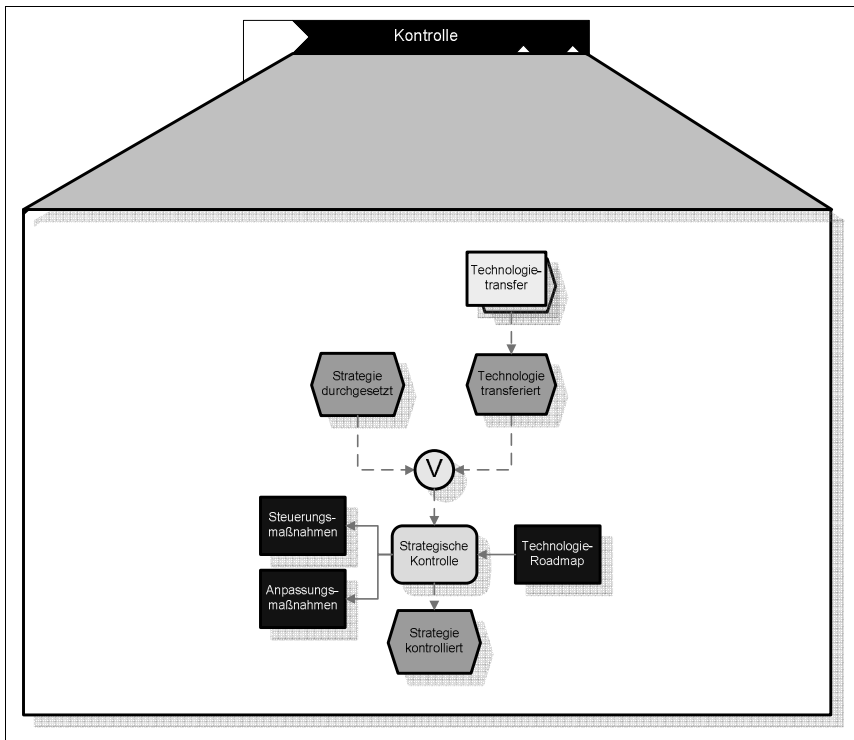 Kontrolle
Technologie-
transfer
Strategie
durchgesetzt
Technologie
transferiert
V
Steuerungs-
maßnahmen
Strategische
Kontrolle
Technologie-
Roadmap
Anpassungs-
maßnahmen
Strategie
kontrolliert